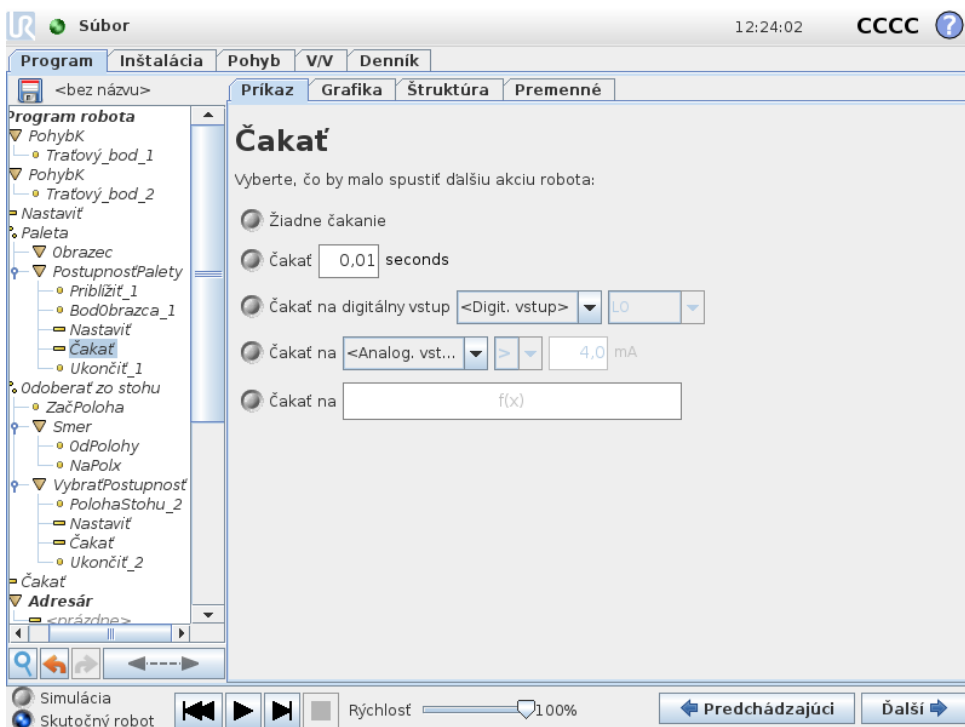 UR Súbor 12:24:02 CCCC ?
Program Inštalácia Pohyb V/V Denník
<bez názvu>
Príkaz Grafika Štruktúra Premenné
Program robota
PohybK
Traťový_bod_1
PohybK
Traťový_bod_2
Nastaviť
Paleta
Obrazec
PostupnosťPalety
Priblížiť_1
BodObrazca_1
Nastaviť
Čakať
Ukončiť_1
Odoberať zo stohu
ZačPoloha
Smer
OdPolohy
NaPolx
VybraťPostupnosť
PolohaStohu_2
Nastaviť
Čakať
Ukončiť_2
Čakať
Adresár
<prázdne>
Čakať
Vyberte, čo by malo spustiť ďalšiu akciu robota:
Žiadne čakanie
Čakať 0,01 seconds
Čakať na digitálny vstup <Digit. vstup> LO
Čakať na <Analog. vst... > 4,0 mA
Čakať na f(x)
Simulácia
Skutočný robot
Rýchlosť 100%
Predchádzajúci Ďalší